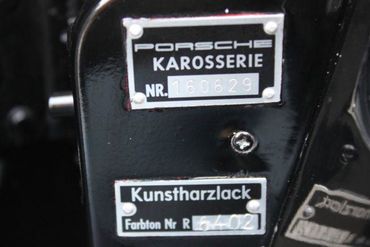 PORSCHE
KAROSSERIE
NR. 160629
Kunstharzlack
Farbton Nr R 6402